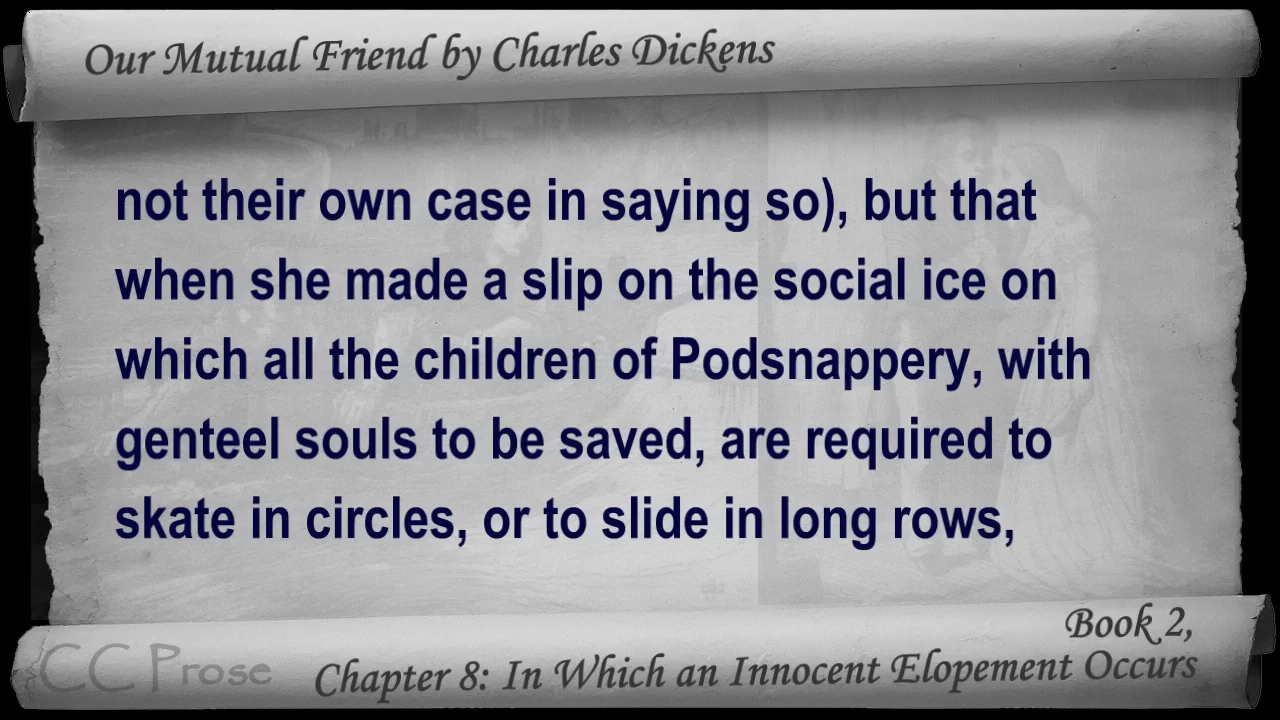 Our Mutual Friend by Charles Dickens
not their own case in saying so), but that
when she made a slip on the social ice on
which all the children of Podsnappery, with
genteel souls to be saved, are required to
skate in circles, or to slide in long rows,
Book 2,
Chapter 8: In Which an Innocent Elopement Occurs
CC Prose